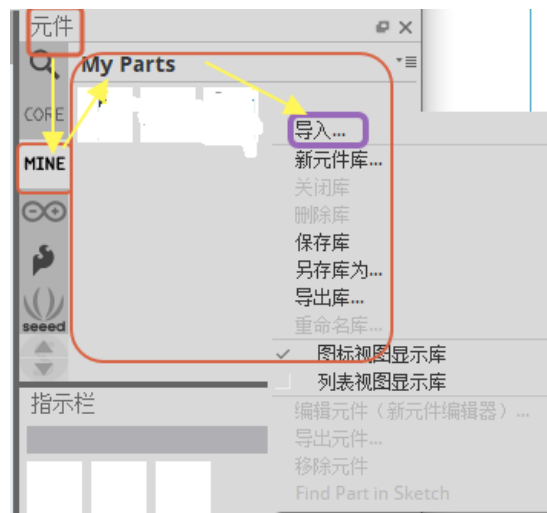 元件
My Parts
CORE
MINE
seeed
导入...
新元件库...
关闭库
删除库
保存库
另存库为...
导出库...
重命名库...
图标视图显示库
列表视图显示库
编辑元件（新元件编辑器）...
导出元件...
移除元件
Find Part in Sketch
指示栏